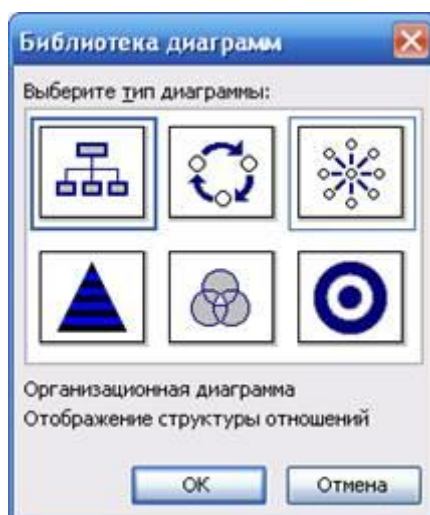 Библиотека диаграмм
Выберите тип диаграммы:
Организационная диаграмма
Отображение структуры отношений
ОК
Отмена